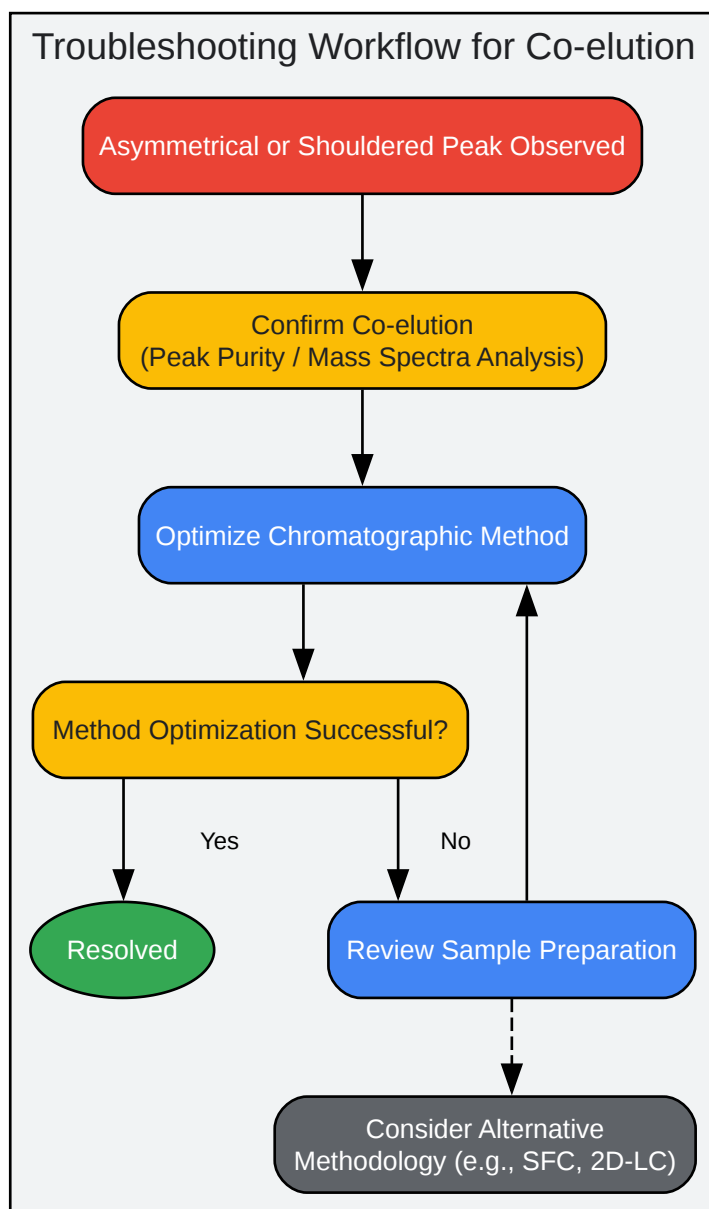 Troubleshooting Workflow for Co-elution
Asymmetrical or Shouldered Peak Observed
Confirm Co-elution
(Peak Purity / Mass Spectra Analysis)
Optimize Chromatographic Method
Method Optimization Successful?
Yes
No
Resolved
Review Sample Preparation
Consider Alternative
Methodology (e.g., SFC, 2D-LC)